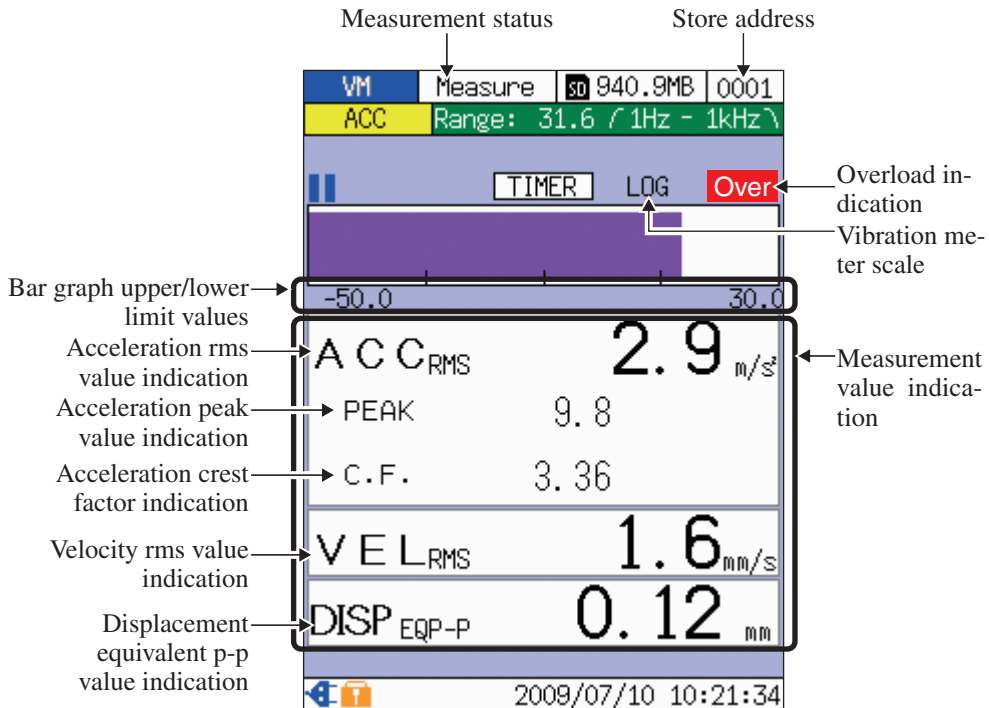 Measurement status
Store address
VM Measure SD 940.9MB 0001
ACC Range: 31.6 ( 1Hz - 1kHz )
TIMER LOG Over
Overload in-
dication
Vibration me-
ter scale
Bar graph upper/lower
limit values
-50.0 30.0
Acceleration rms
value indication
ACC RMS 2.9 m/s²
Measurement
value indica-
tion
Acceleration peak
value indication
PEAK 9.8
Acceleration crest
factor indication
C.F. 3.36
Velocity rms value
indication
VEL RMS 1.6 mm/s
Displacement
equivalent p-p
value indication
DISP EQP-P 0.12 mm
2009/07/10 10:21:34